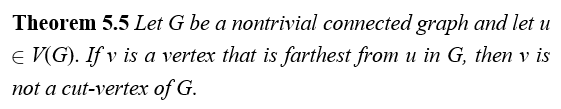 Theorem 5.5 Let G be a nontrivial connected graph and let u
∈ V(G). If v is a vertex that is farthest from u in G, then v is
not a cut-vertex of G.